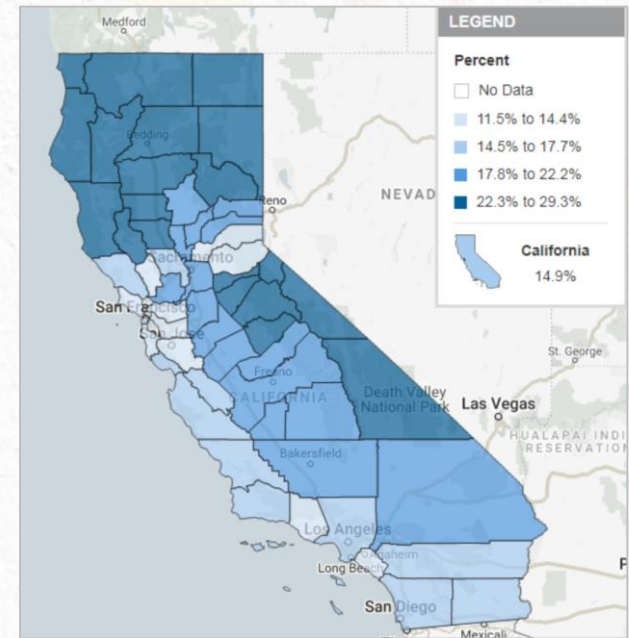 Medford
LEGEND
Percent
No Data
11.5% to 14.4%
14.5% to 17.7%
17.8% to 22.2%
22.3% to 29.3%
California
14.9%
Redding
Reno
NEVAD
Sacramento
San Francisco
San Jose
St. George
Fresno
CALIFORNIA
Death Valley
National Park
Las Vegas
HUALAPAI INDI
RESERVATION
Bakersfield
Los Angeles
Anaheim
Long Beach
P
San Diego
Mexicali